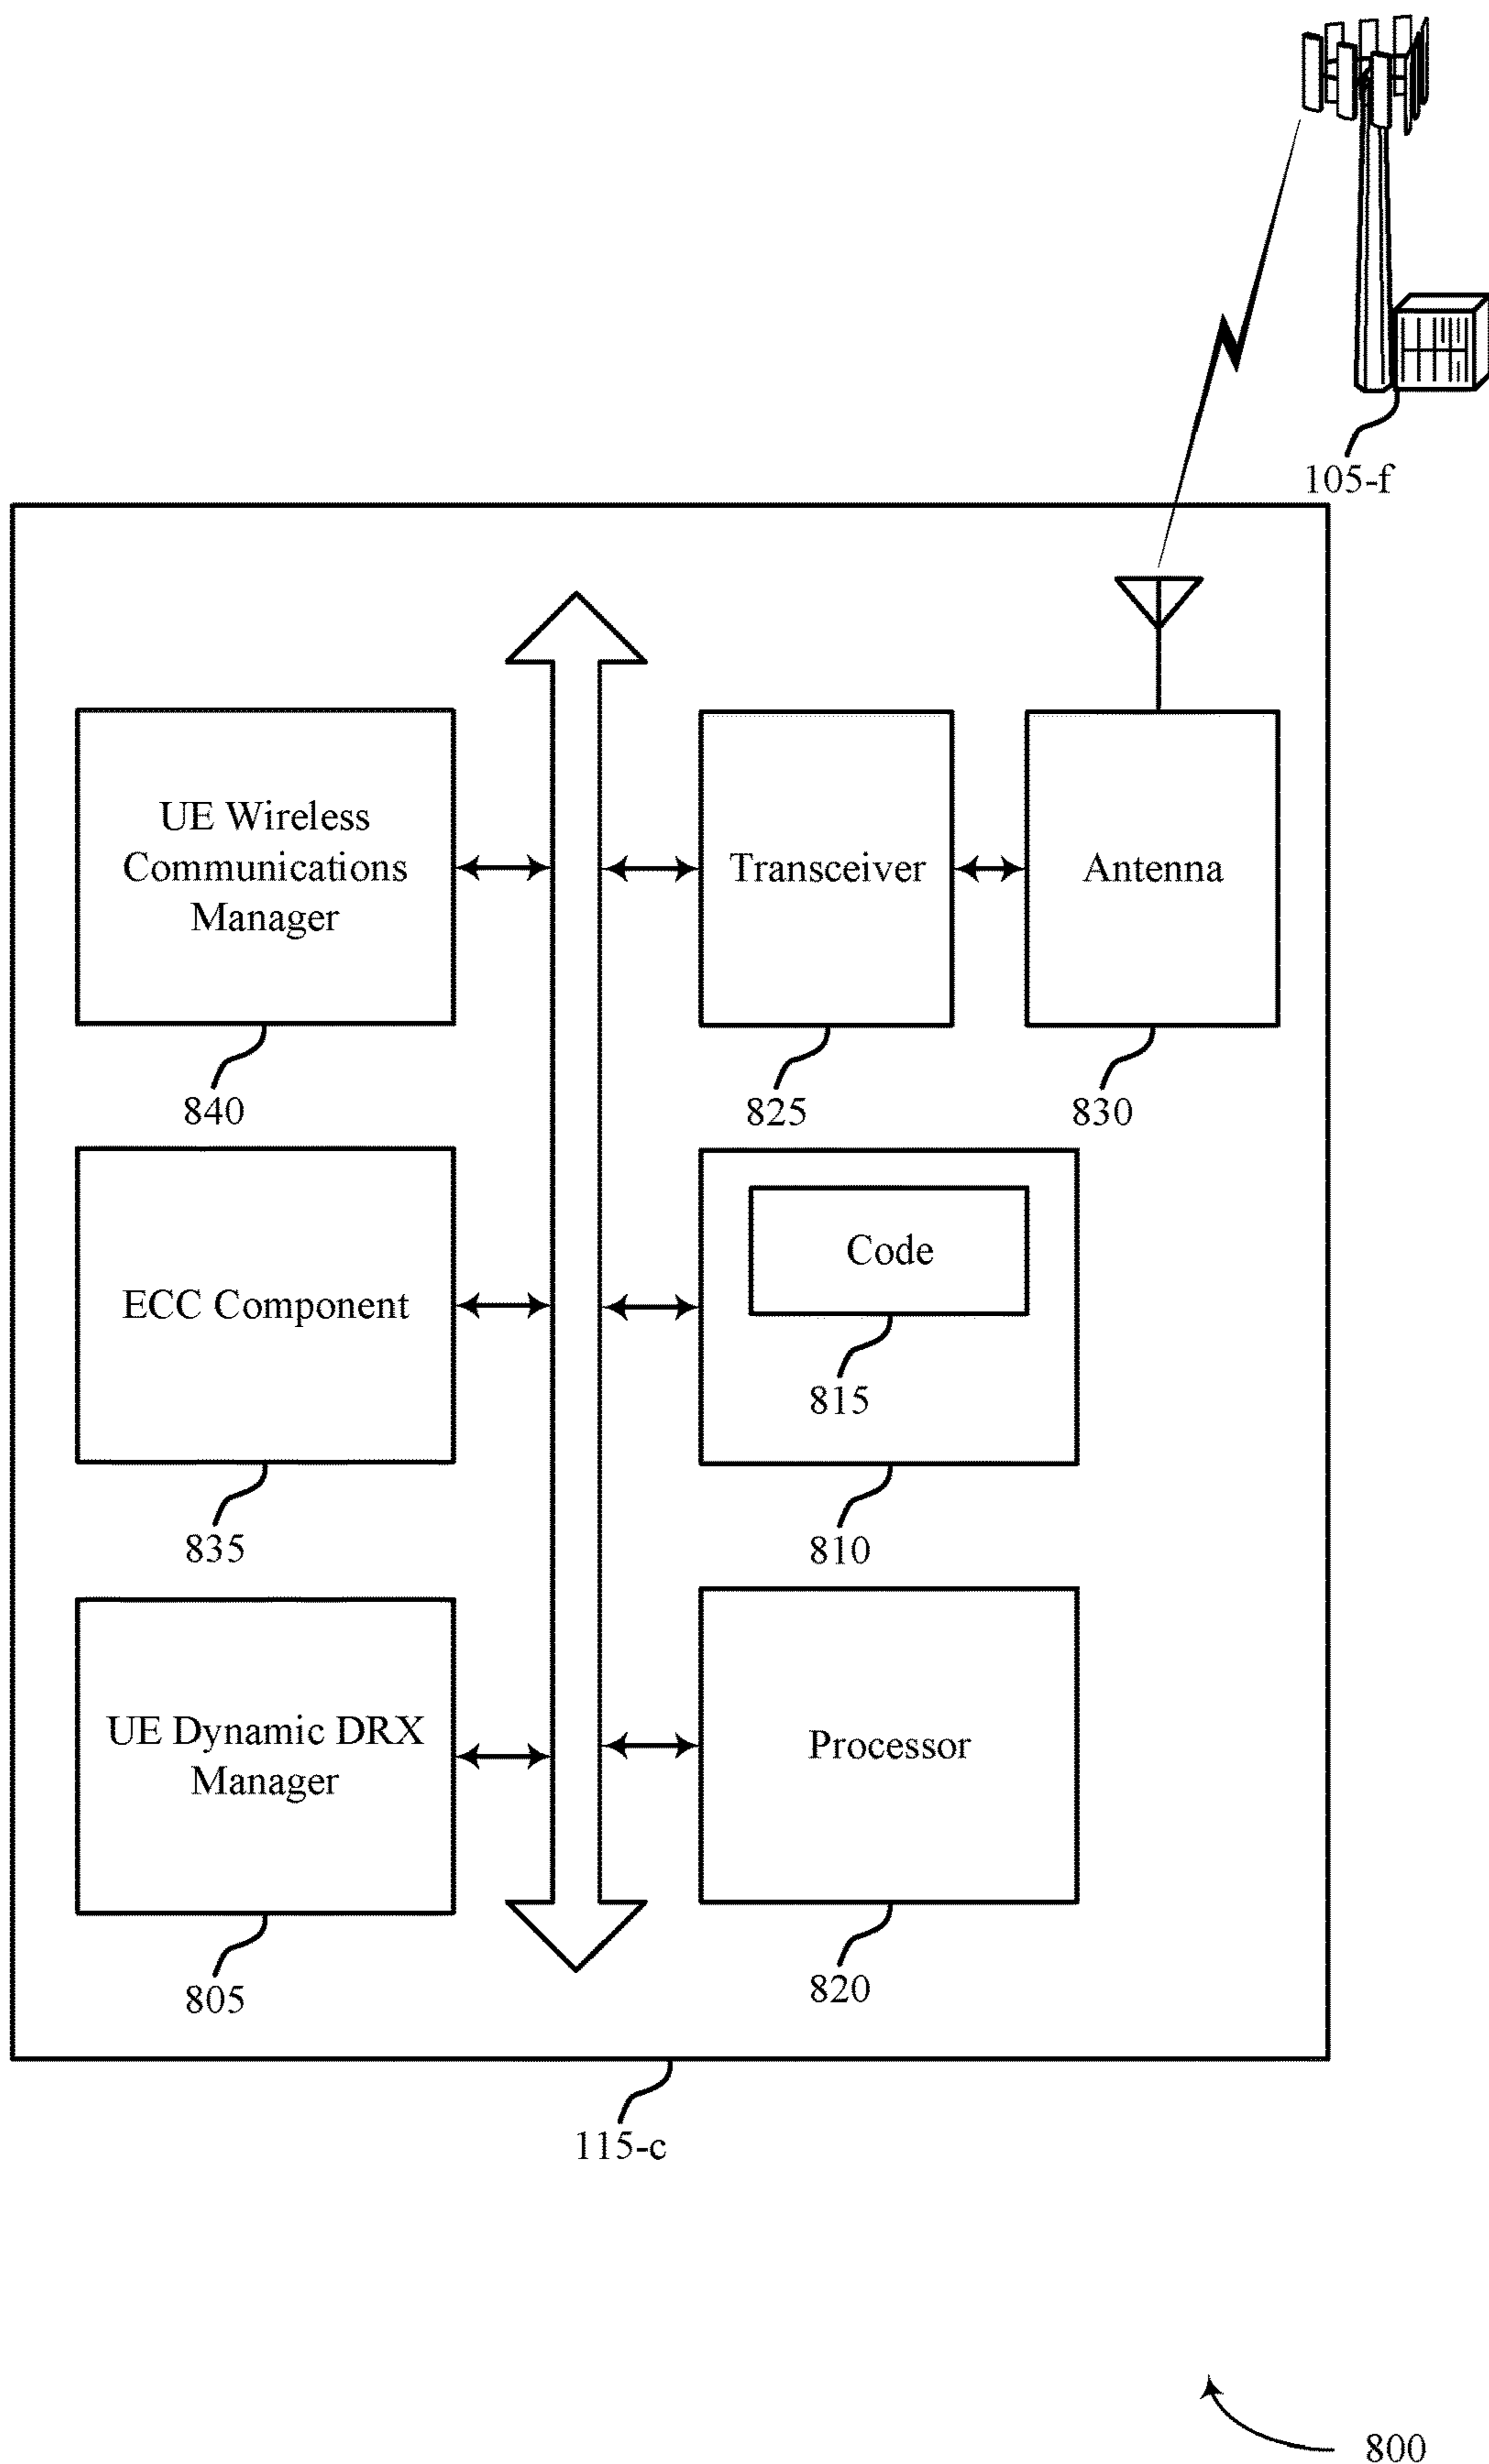 105-f
UE Wireless
Communications
Manager
Transceiver
Antenna
840
825
830
ECC Component
Code
815
835
810
UE Dynamic DRX
Manager
Processor
805
820
115-c
800